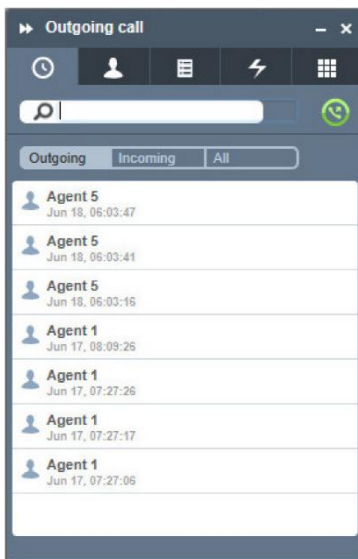 Outgoing call
Outgoing Incoming All
Agent 5
Jun 18, 06:03:47
Agent 5
Jun 18, 06:03:41
Agent 5
Jun 18, 06:03:16
Agent 1
Jun 17, 08:09:26
Agent 1
Jun 17, 07:27:26
Agent 1
Jun 17, 07:27:17
Agent 1
Jun 17, 07:27:06